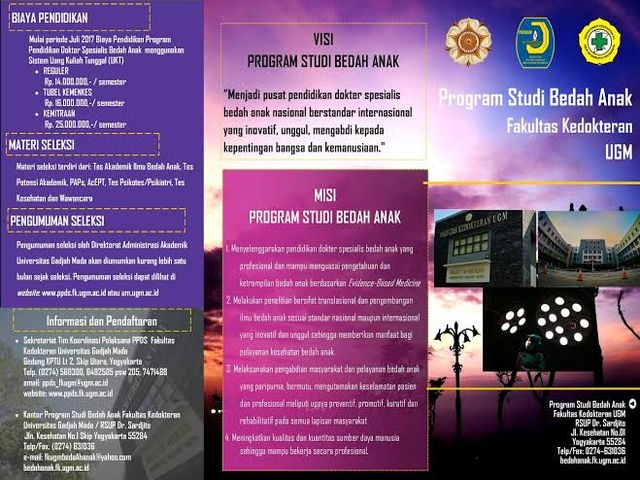 BIAYA PENDIDIKAN
Mulai periode Juli 2017 Biaya Pendidikan Program
Pendidikan Dokter Spesialis Bedah Anak menggunakan
Sistem Uang Kuliah Tunggal (UKT)
• REGULER
Rp. 14.000.000,- / semester
• TUBEL KEMENKES
Rp. 16.000.000,- / semester
• KEMITRAAN
Rp. 25.000.000,- / semester
MATERI SELEKSI
Materi seleksi terdiri dari: Tes Akademik Ilmu Bedah Anak, Tes
Potensi Akademik, PAPs, AcEPT, Tes Psikotes/Psikiatri, Tes
Kesehatan dan Wawancara
PENGUMUMAN SELEKSI
Pengumuman seleksi oleh Direktorat Administrasi Akademik
Universitas Gadjah Mada akan diumumkan kurang lebih satu
bulan sejak seleksi. Pengumuman seleksi dapat dilihat di
website: www.ppds.fk.ugm.ac.id atau um.ugm.ac.id
Informasi dan Pendaftaran
• Sekretariat Tim Koordinasi Pelaksana PPDS Fakultas
Kedokteran Universitas Gadjah Mada
Gedung KPTU Lt 2, Skip Utara, Yogyakarta
Telp. (0274) 560300, 6492505 psw 205; 7471488
email: ppds_fkugm@ugm.ac.id
website: www.ppds.fk.ugm.ac.id
• Kantor Program Studi Bedah Anak Fakultas Kedokteran
Universitas Gadjah Mada / RSUP Dr. Sardjito
Jln. Kesehatan No.1 Skip Yogyakarta 55284
Telp/Fax. (0274) 631036
e-mail: fkugmbedahanak@yahoo.com
bedahanak.fk.ugm.ac.id
VISI
PROGRAM STUDI BEDAH ANAK
"Menjadi pusat pendidikan dokter spesialis
bedah anak nasional berstandar internasional
yang inovatif, unggul, mengabdi kepada
kepentingan bangsa dan kemanusiaan."
MISI
PROGRAM STUDI BEDAH ANAK
1. Menyelenggarakan pendidikan dokter spesialis bedah anak yang
profesional dan mampu menguasai pengetahuan dan
ketrampilan bedah anak berdasarkan Evidence-Based Medicine
2. Melakukan penelitian bersifat translasional dan pengembangan
ilmu bedah anak sesuai standar nasional maupun internasional
yang inovatif dan unggul sehingga memberikan manfaat bagi
pelayanan kesehatan bedah anak
3. Melaksanakan pengabdian masyarakat dan pelayanan bedah anak
yang paripurna, bermutu, mengutamakan keselamatan pasien
dan profesional meliputi upaya preventif, promotif, kuratif dan
rehabilitatif pada semua lapisan masyarakat
4. Meningkatkan kualitas dan kuantitas sumber daya manusia
sehingga mampu bekerja secara profesional.
Program Studi Bedah Anak
Fakultas Kedokteran
UGM
FAKULTAS KEDOKTERAN UGM
Program Studi Bedah Anak
Fakultas Kedokteran UGM
RSUP Dr. Sardjito
Jl. Kesehatan No.01
Yogyakarta 55284
Telp/Fax: 0274-631036
bedahanak.fk.ugm.ac.id